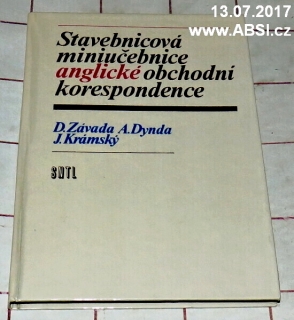 13.07.2017
www.ABSI.cz
Stavebnicová
miniučebnice
anglické obchodní
korespondence
D.Závada A.Dynda
J.Krámský
SNTL